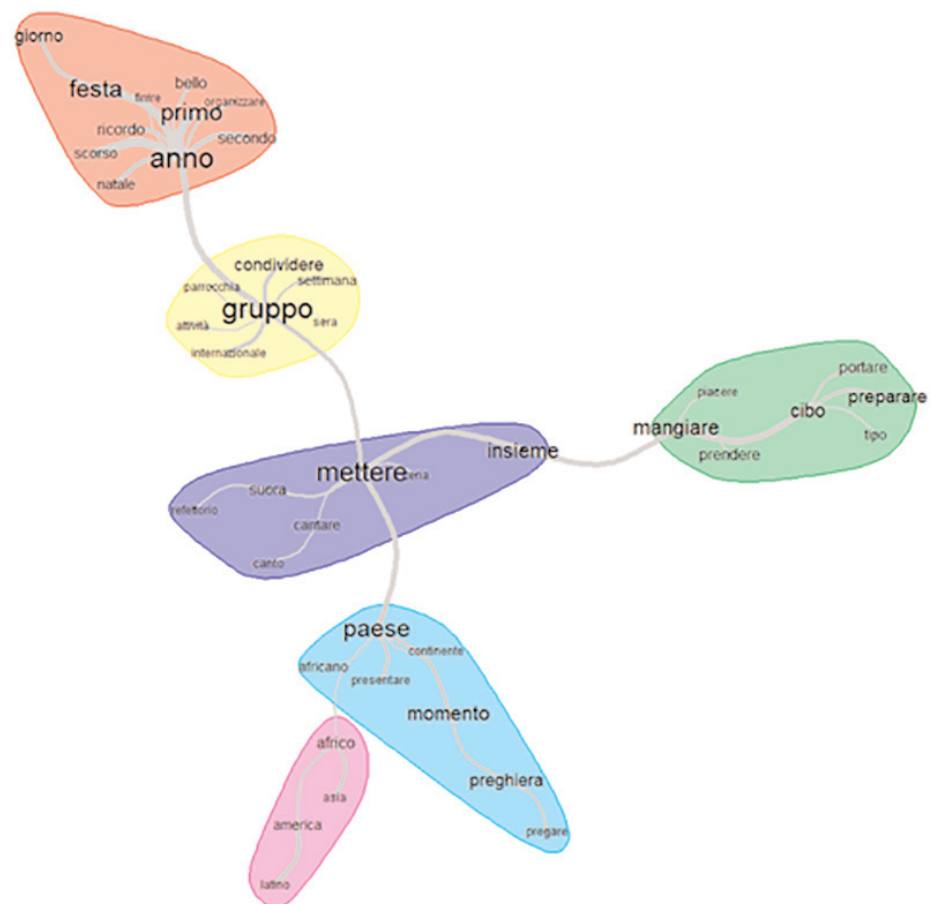 giorno
festa
finire
bello
organizzare
primo
ricordo
secondo
scorso
anno
natale
condividere
parrocchia
settimana
gruppo
sera
attività
internazionale
piacere
portare
preparare
cibo
mangiare
tipo
prendere
insieme
mettere
cena
suora
refettorio
cantare
canto
paese
continente
africano
presentare
momento
preghiera
pregare
africo
asia
america
latino